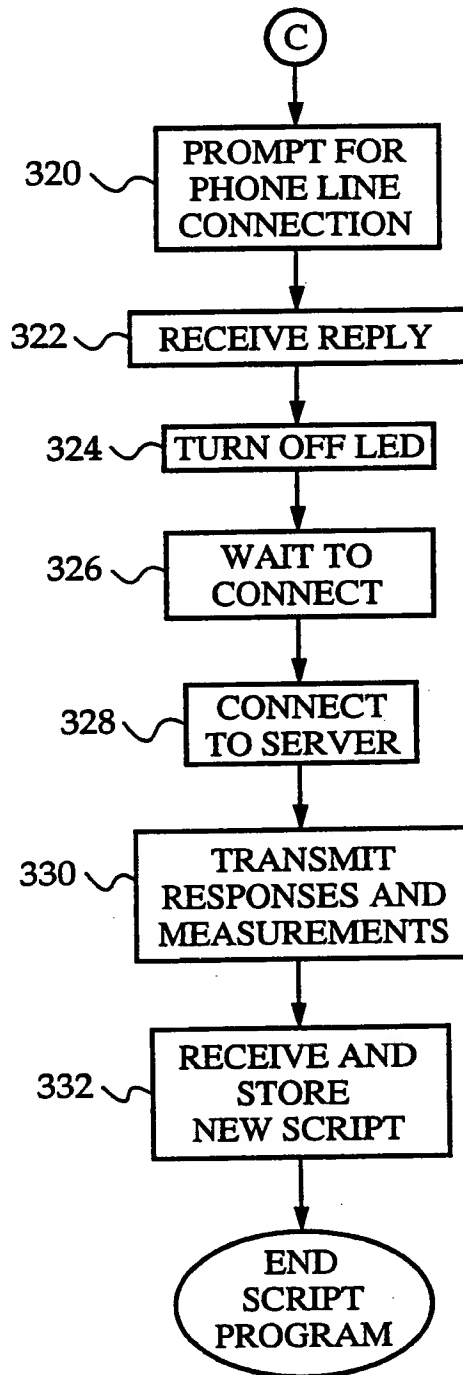 C
320
PROMPT FOR
PHONE LINE
CONNECTION
322
RECEIVE REPLY
324
TURN OFF LED
326
WAIT TO
CONNECT
328
CONNECT
TO SERVER
330
TRANSMIT
RESPONSES AND
MEASUREMENTS
332
RECEIVE AND
STORE
NEW SCRIPT
END
SCRIPT
PROGRAM